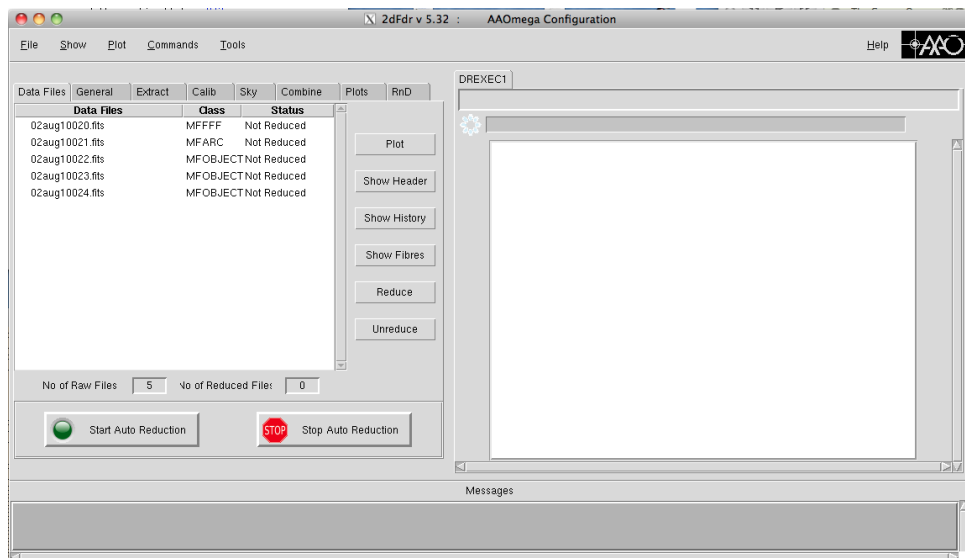 X 2dFdr v 5.32 : AAOmega Configuration
File Show Plot Commands Tools Help AAO
Data Files General Extract Calib Sky Combine Plots RnD
DREXEC1
Data Files Class Status
02aug10020.fits MFFFF Not Reduced
02aug10021.fits MFARC Not Reduced
02aug10022.fits MFOBJECT Not Reduced
02aug10023.fits MFOBJECT Not Reduced
02aug10024.fits MFOBJECT Not Reduced
Plot
Show Header
Show History
Show Fibres
Reduce
Unreduce
No of Raw Files 5 No of Reduced Files 0
Start Auto Reduction
STOP Stop Auto Reduction
Messages